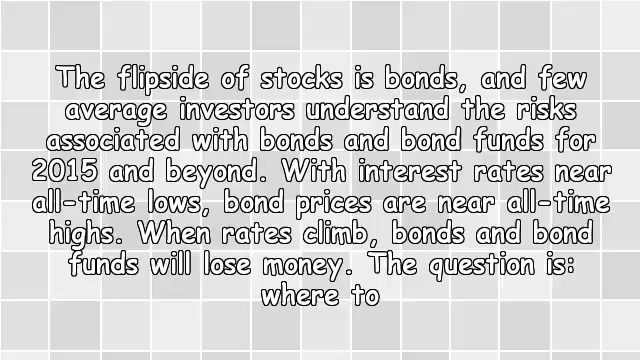 The flipside of stocks is bonds, and few
average investors understand the risks
associated with bonds and bond funds for
2015 and beyond. With interest rates near
all-time lows, bond prices are near all-time
highs. When rates climb, bonds and bond
funds will lose money. The question is:
where to